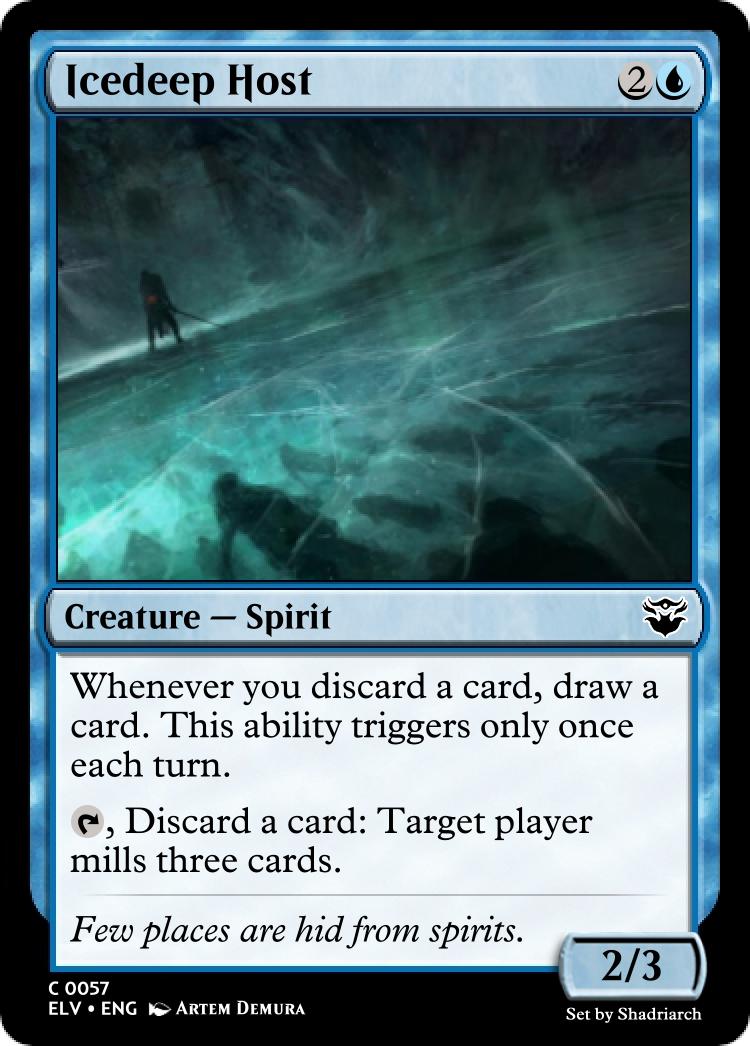 Icedeep Host 2
Creature — Spirit
Whenever you discard a card, draw a
card. This ability triggers only once
each turn.
, Discard a card: Target player
mills three cards.
Few places are hid from spirits.
2/3
C 0057
ELV • ENG Artem Demura
Set by Shadriarch